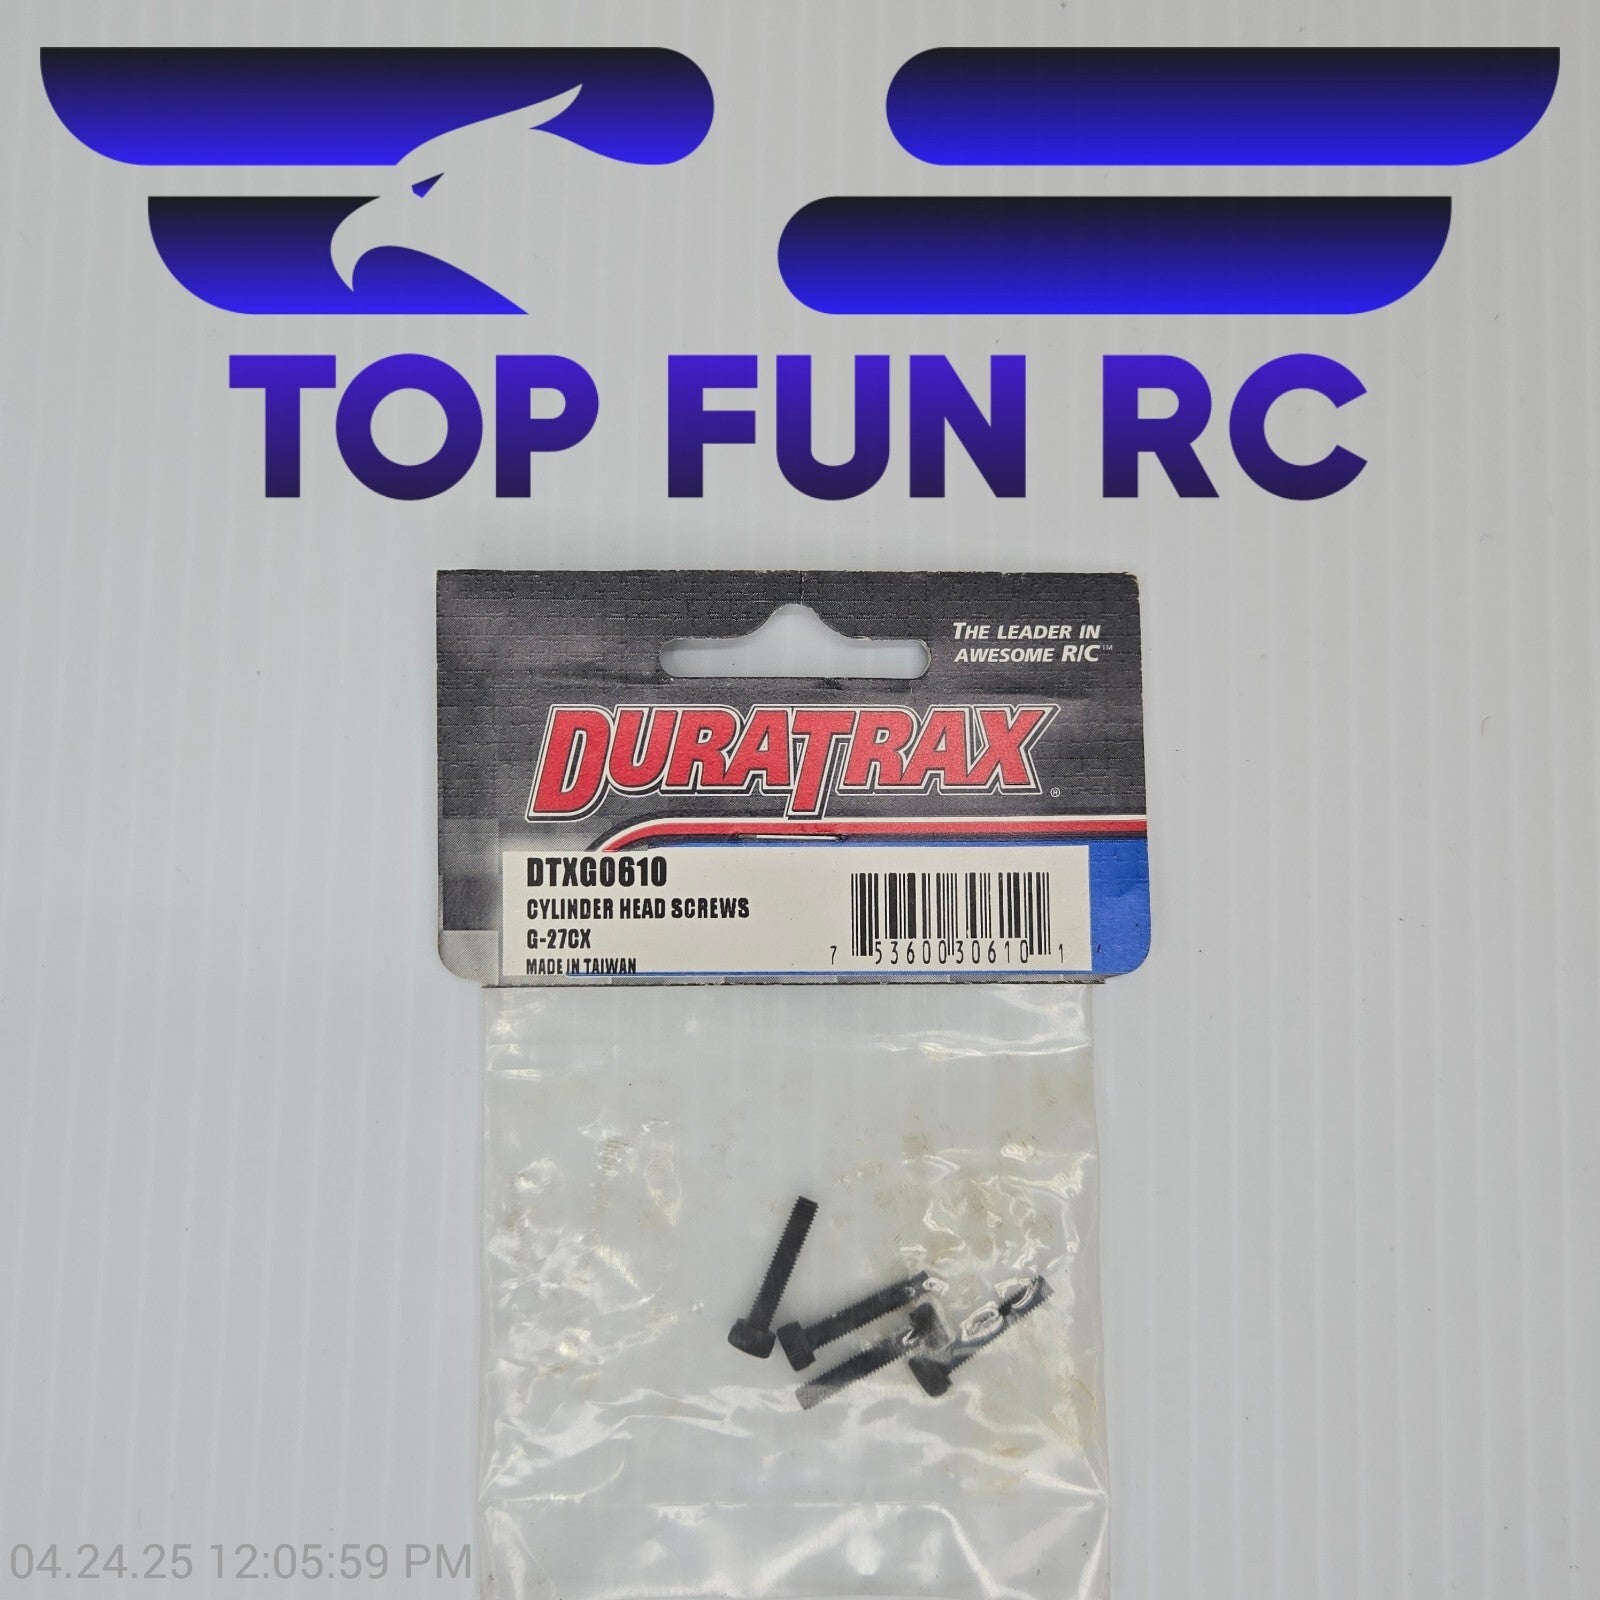 TOP FUN RC
THE LEADER IN
AWESOME R/C™
DURATRAX®
DTXG0610
CYLINDER HEAD SCREWS
G-27CX
MADE IN TAIWAN
7 53600 30610 1
04.24.25 12:05:59 PM